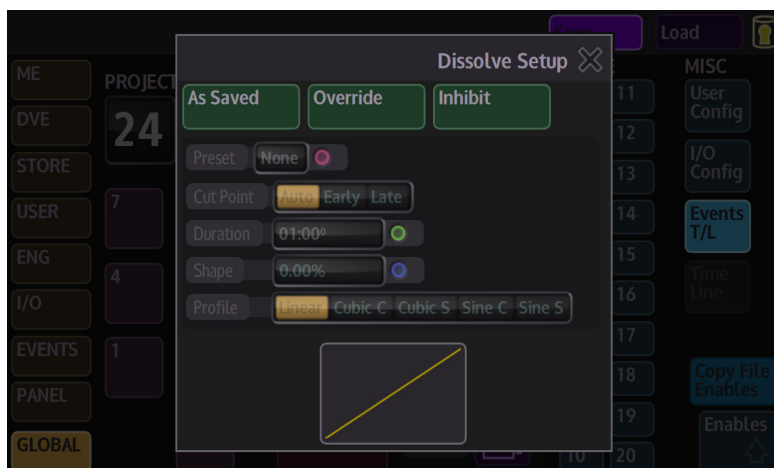 Load
Dissolve Setup
ME
PROJECT
MISC
As Saved
Override
Inhibit
11
User
Config
DVE
24
12
Preset
None
I/O
Config
STORE
13
Cut Point
Auto
Early
Late
USER
7
14
Events
T/L
Duration
01:00⁰
ENG
15
Shape
0.00%
4
Time
Line
I/O
16
Profile
Linear
Cubic C
Cubic S
Sine C
Sine S
EVENTS
1
17
18
Copy File
Enables
PANEL
19
Enables
GLOBAL
10
20